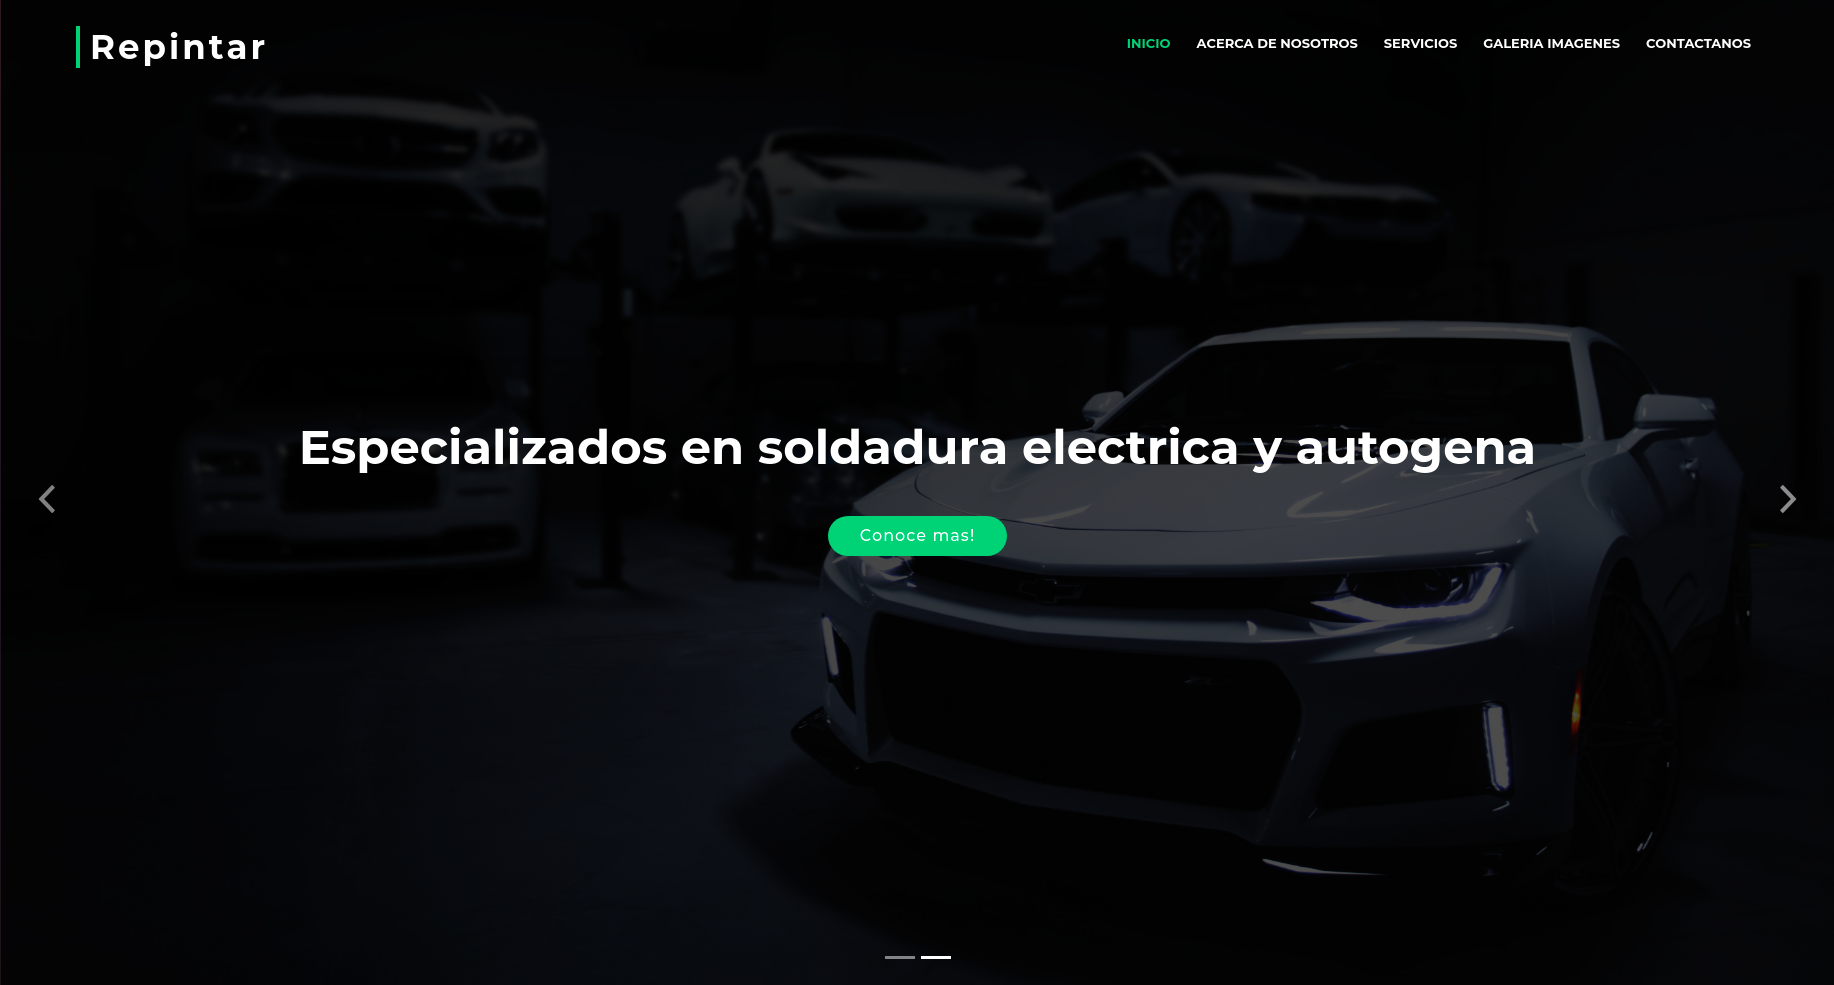 Repintar
INICIO ACERCA DE NOSOTROS SERVICIOS GALERIA IMAGENES CONTACTANOS
Especializados en soldadura electrica y autogena
Conoce mas!